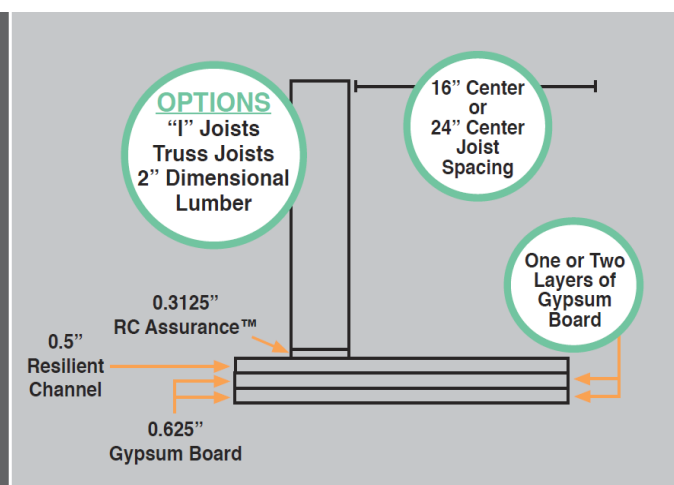 OPTIONS
“I” Joists
Truss Joists
2” Dimensional
Lumber
16” Center
or
24” Center
Joist
Spacing
One or Two
Layers of
Gypsum
Board
0.3125”
RC Assurance™
0.5”
Resilient
Channel
0.625”
Gypsum Board